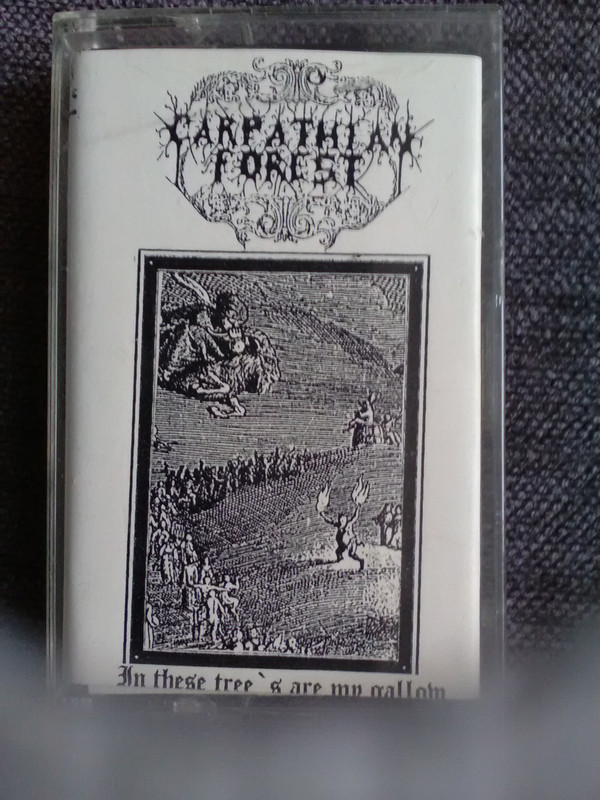 CARPATHIAN
FOREST
In these tree`s are my gallow